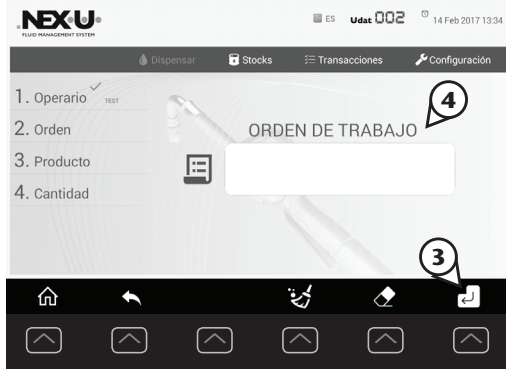 NEX·U·
FLUID MANAGEMENT SYSTEM
ES Udat 002 14 Feb 2017 13:34
Dispensar Stocks Transacciones Configuración
1. Operario TEST
2. Orden
3. Producto
4. Cantidad
4
ORDEN DE TRABAJO
3